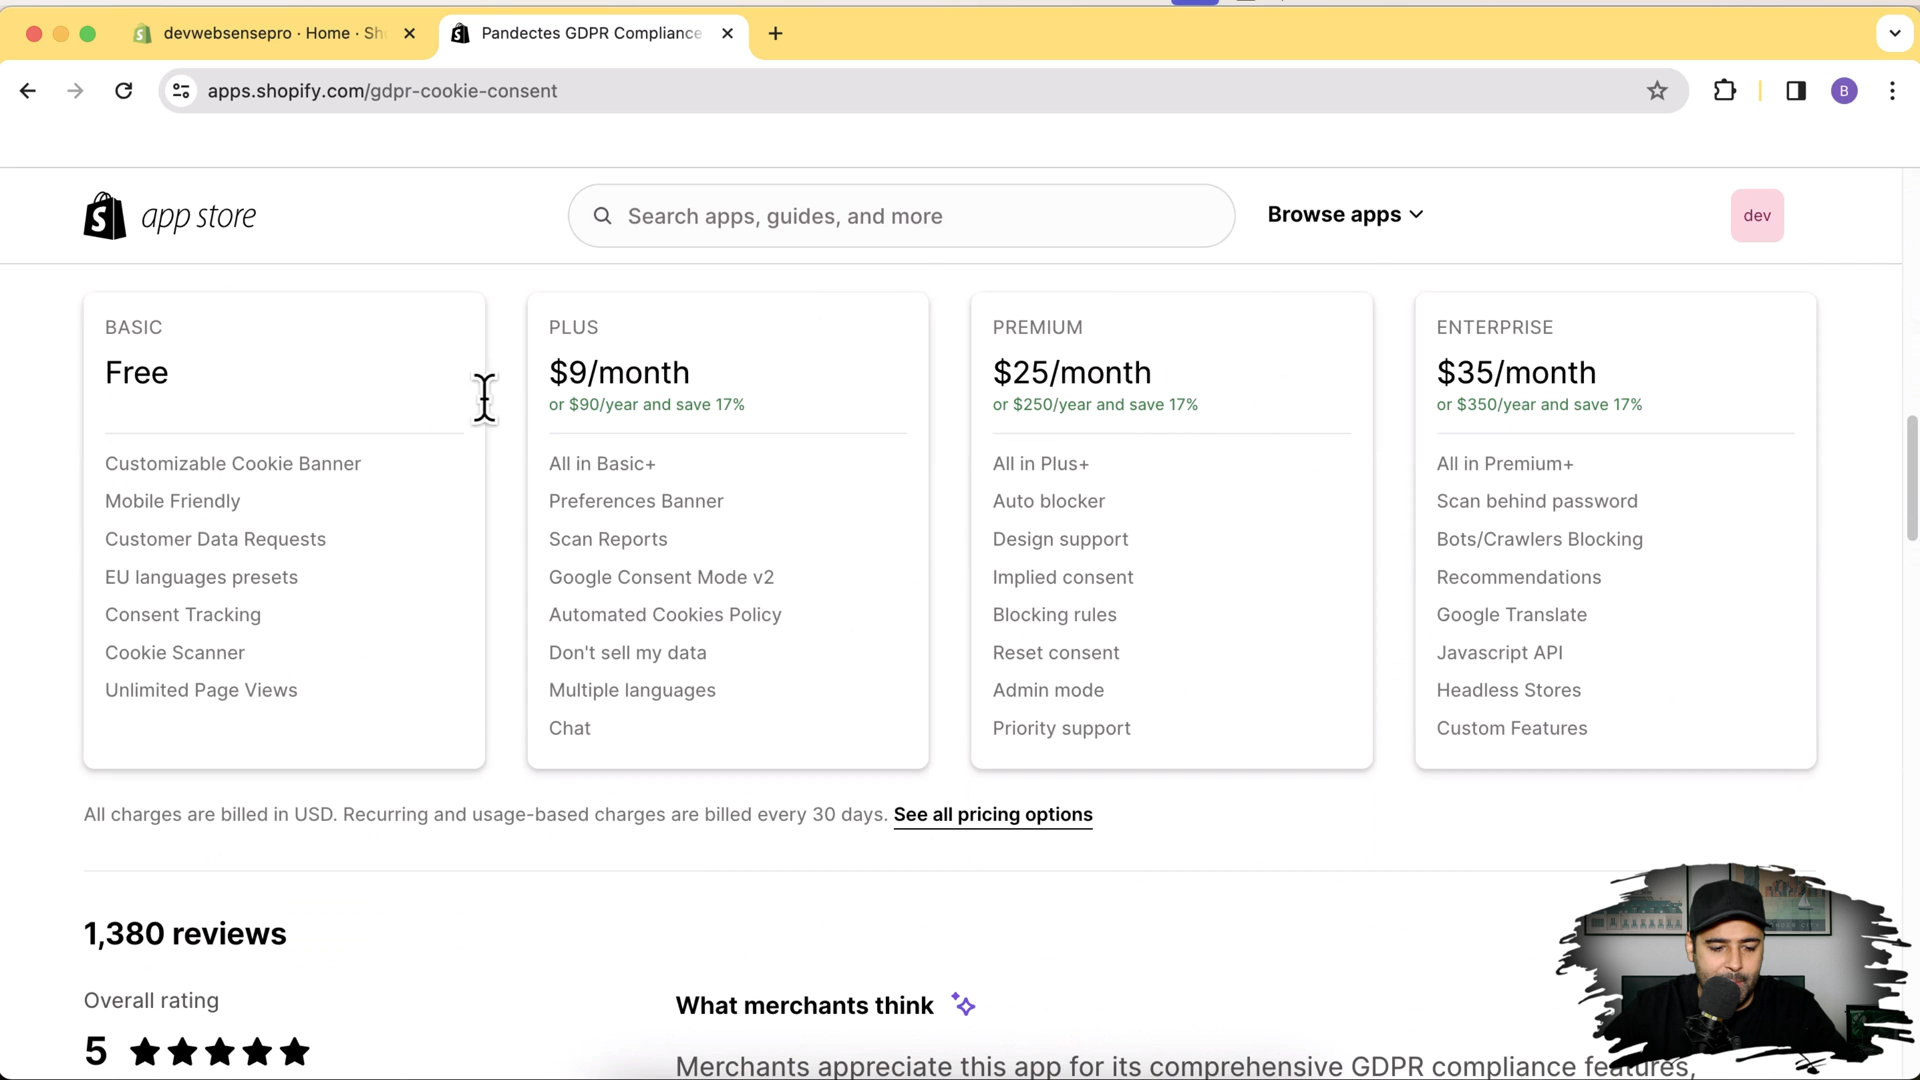 devwebsensepro · Home · Sh
Pandectes GDPR Compliance
apps.shopify.com/gdpr-cookie-consent
B
app store
Search apps, guides, and more
Browse apps
dev
BASIC
Free
Customizable Cookie Banner
Mobile Friendly
Customer Data Requests
EU languages presets
Consent Tracking
Cookie Scanner
Unlimited Page Views
PLUS
$9/month
or $90/year and save 17%
All in Basic+
Preferences Banner
Scan Reports
Google Consent Mode v2
Automated Cookies Policy
Don't sell my data
Multiple languages
Chat
PREMIUM
$25/month
or $250/year and save 17%
All in Plus+
Auto blocker
Design support
Implied consent
Blocking rules
Reset consent
Admin mode
Priority support
ENTERPRISE
$35/month
or $350/year and save 17%
All in Premium+
Scan behind password
Bots/Crawlers Blocking
Recommendations
Google Translate
Javascript API
Headless Stores
Custom Features
All charges are billed in USD. Recurring and usage-based charges are billed every 30 days. See all pricing options
1,380 reviews
Overall rating
5
What merchants think
Merchants appreciate this app for its comprehensive GDPR compliance features,